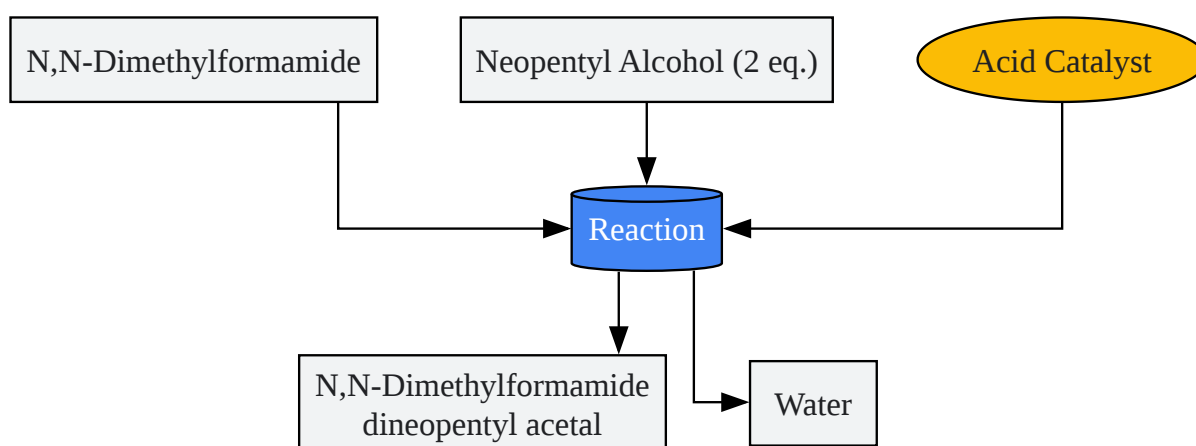 N,N-Dimethylformamide
Neopentyl Alcohol (2 eq.)
Acid Catalyst
Reaction
N,N-Dimethylformamide
dineopentyl acetal
Water